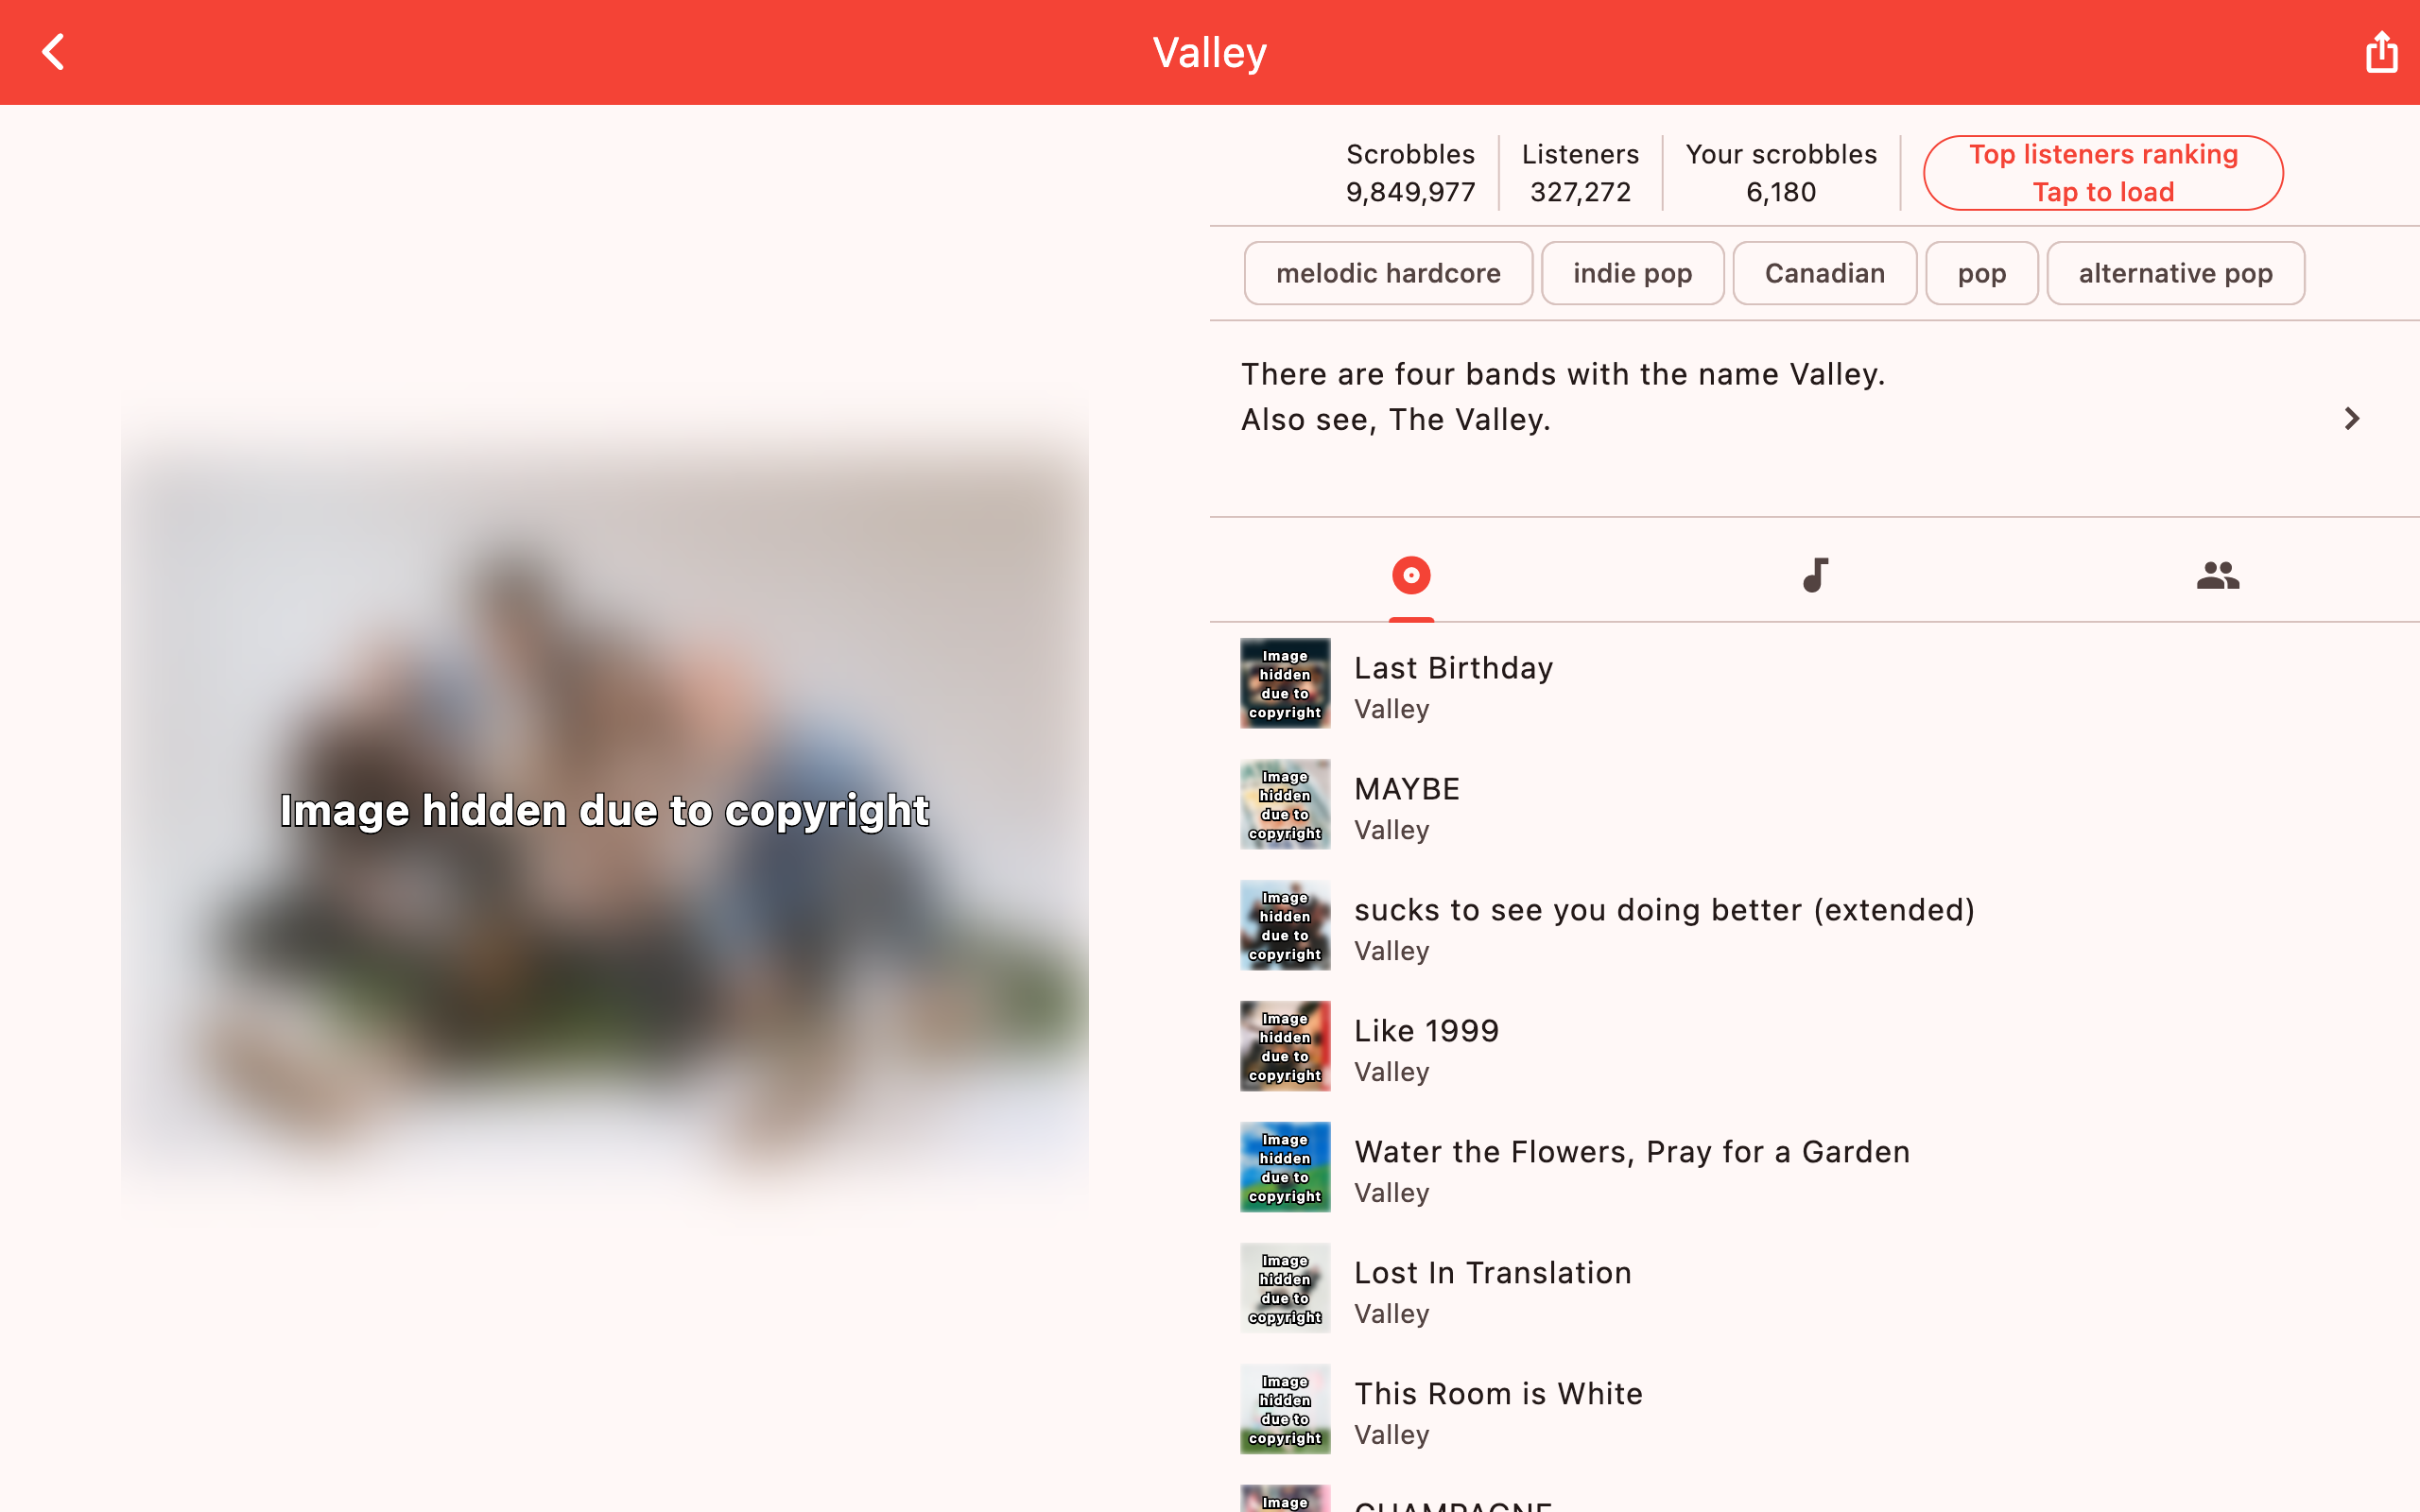 Valley
Scrobbles
9,849,977
Listeners
327,272
Your scrobbles
6,180
Top listeners ranking
Tap to load
melodic hardcore
indie pop
Canadian
pop
alternative pop
There are four bands with the name Valley.
Also see, The Valley.
Image hidden due to copyright
Image
hidden
due to
copyright
Last Birthday
Valley
Image
hidden
due to
copyright
MAYBE
Valley
Image
hidden
due to
copyright
sucks to see you doing better (extended)
Valley
Image
hidden
due to
copyright
Like 1999
Valley
Image
hidden
due to
copyright
Water the Flowers, Pray for a Garden
Valley
Image
hidden
due to
copyright
Lost In Translation
Valley
Image
hidden
due to
copyright
This Room is White
Valley
Image
CHAMPAGNE